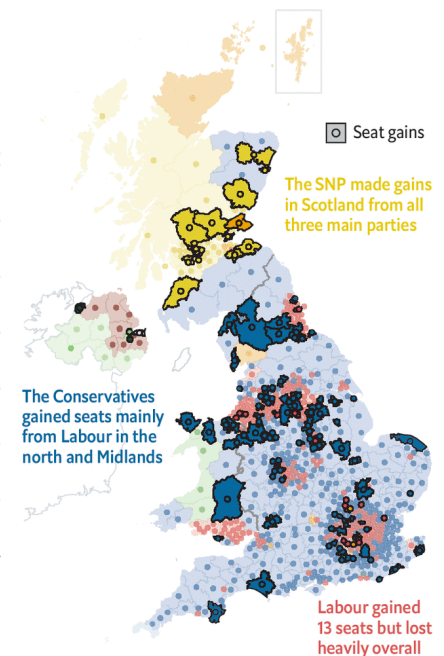 Seat gains
The SNP made gains
in Scotland from all
three main parties
The Conservatives
gained seats mainly
from Labour in the
north and Midlands
Labour gained
13 seats but lost
heavily overall